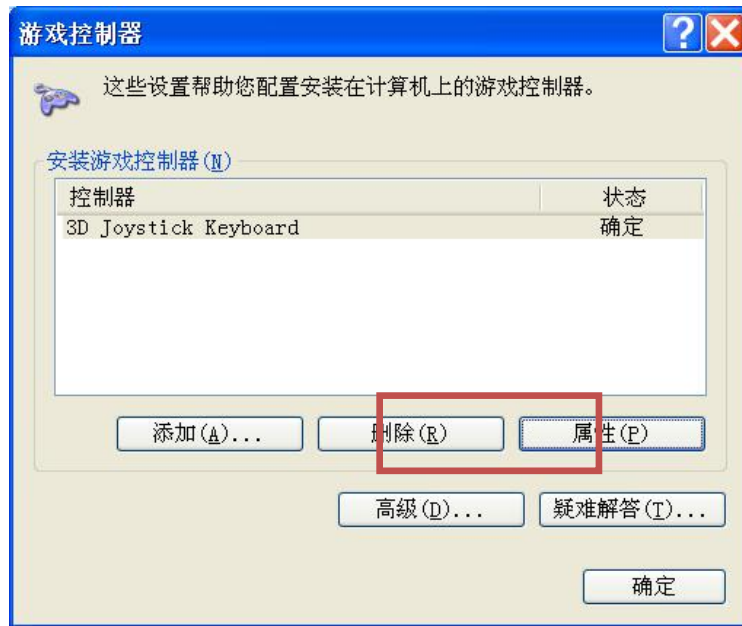 游戏控制器
这些设置帮助您配置安装在计算机上的游戏控制器。
安装游戏控制器(N)
控制器 状态
3D Joystick Keyboard 确定
添加(A)... 删除(R) 属性(P)
高级(D)... 疑难解答(T)...
确定